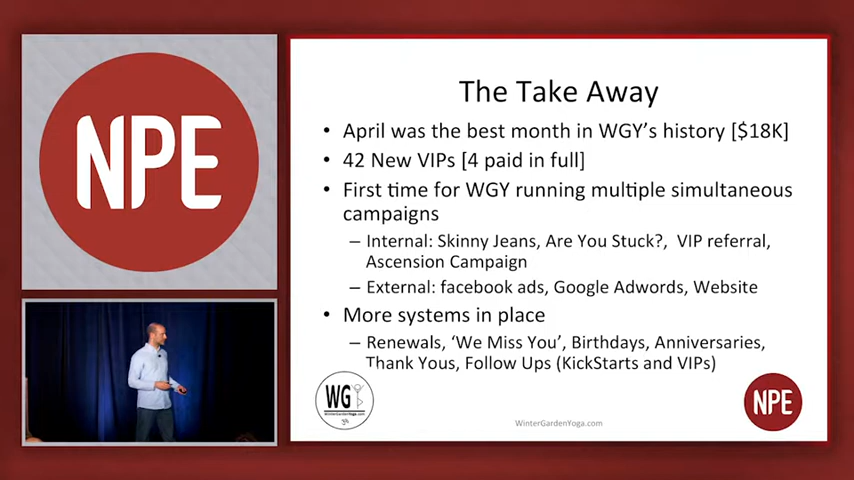 NPE
The Take Away
• April was the best month in WGY's history [$18K]
• 42 New VIPs [4 paid in full]
• First time for WGY running multiple simultaneous
campaigns
– Internal: Skinny Jeans, Are You Stuck?, VIP referral,
Ascension Campaign
– External: facebook ads, Google Adwords, Website
• More systems in place
– Renewals, 'We Miss You', Birthdays, Anniversaries,
Thank Yous, Follow Ups (KickStarts and VIPs)
WG
WinterGardenYoga.com
WinterGardenYoga.com
NPE